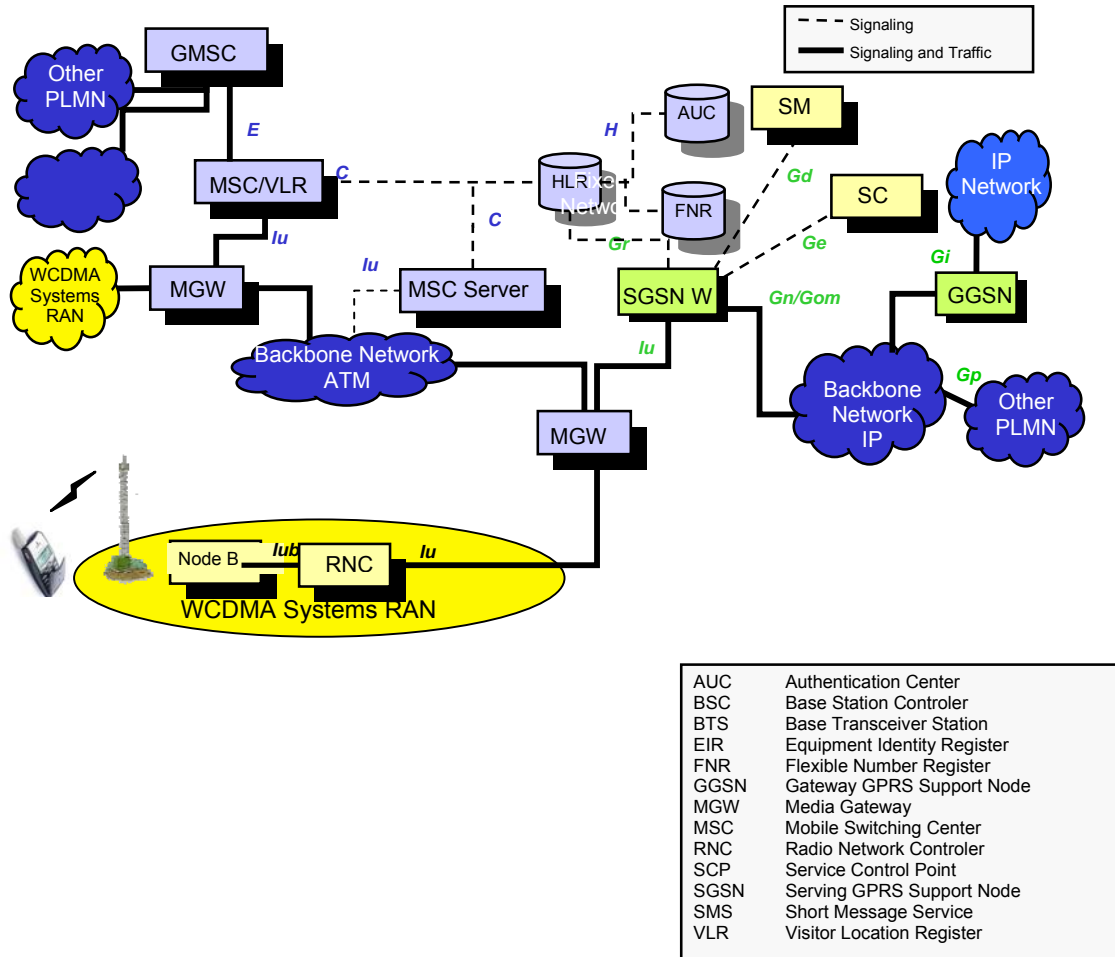 Signaling
Signaling and Traffic
GMSC
Other
PLMN
E
MSC/VLR
C
H
AUC
SM
Gd
HLR
Fixe
Netwo
FNR
SC
IP
Network
C
Gr
Ge
Gi
Iu
WCDMA
Systems
RAN
MGW
Iu
MSC Server
SGSN W
Gn/Gom
GGSN
Iu
Backbone Network
ATM
Gp
Backbone
Network
IP
Other
PLMN
MGW
Node B
Iub
RNC
Iu
WCDMA Systems RAN
AUC Authentication Center
BSC Base Station Controler
BTS Base Transceiver Station
EIR Equipment Identity Register
FNR Flexible Number Register
GGSN Gateway GPRS Support Node
MGW Media Gateway
MSC Mobile Switching Center
RNC Radio Network Controler
SCP Service Control Point
SGSN Serving GPRS Support Node
SMS Short Message Service
VLR Visitor Location Register